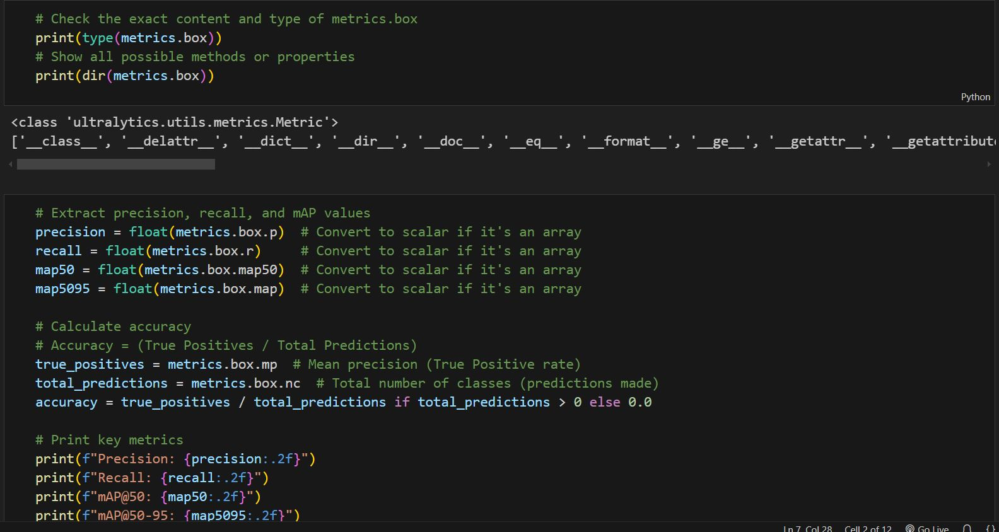 # Check the exact content and type of metrics.box
print(type(metrics.box))
# Show all possible methods or properties
print(dir(metrics.box))
Python
<class 'ultralytics.utils.metrics.Metric'>
['__class__', '__delattr__', '__dict__', '__dir__', '__doc__', '__eq__', '__format__', '__ge__', '__getattr__', '__getattribut
# Extract precision, recall, and mAP values
precision = float(metrics.box.p)  # Convert to scalar if it's an array
recall = float(metrics.box.r)     # Convert to scalar if it's an array
map50 = float(metrics.box.map50)  # Convert to scalar if it's an array
map5095 = float(metrics.box.map)  # Convert to scalar if it's an array
# Calculate accuracy
# Accuracy = (True Positives / Total Predictions)
true_positives = metrics.box.mp  # Mean precision (True Positive rate)
total_predictions = metrics.box.nc  # Total number of classes (predictions made)
accuracy = true_positives / total_predictions if total_predictions > 0 else 0.0
# Print key metrics
print(f"Precision: {precision:.2f}")
print(f"Recall: {recall:.2f}")
print(f"mAP@50: {map50:.2f}")
print(f"mAP@50-95: {map5095:.2f}")
Ln 7, Col 28 Cell 2 of 12 Go Live {}